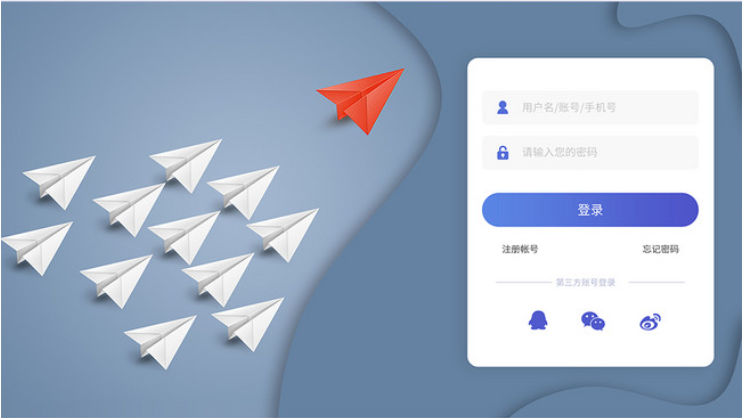 用户名/账号/手机号
请输入您的密码
登录
注册帐号 忘记密码
第三方账号登录